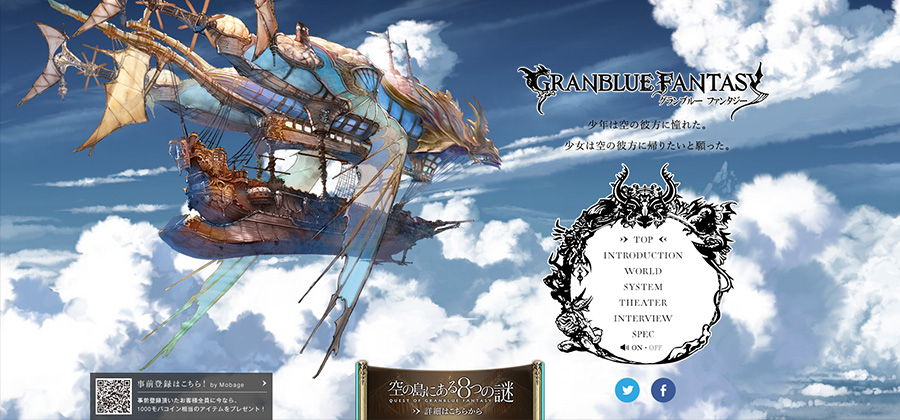 GRANBLUE FANTASY
グランブルー ファンタジー
少年は空の彼方に憧れた。
少女は空の彼方に帰りたいと願った。
TOP
INTRODUCTION
WORLD
SYSTEM
THEATER
INTERVIEW
SPEC
ON・OFF
事前登録はこちら! by Mobage
事前登録頂いたお客様全員に今なら、
1000モバコイン相当のアイテムをプレゼント!
空の島にある8つの謎
QUEST OF GRANBLUE FANTASY
詳細はこちらから